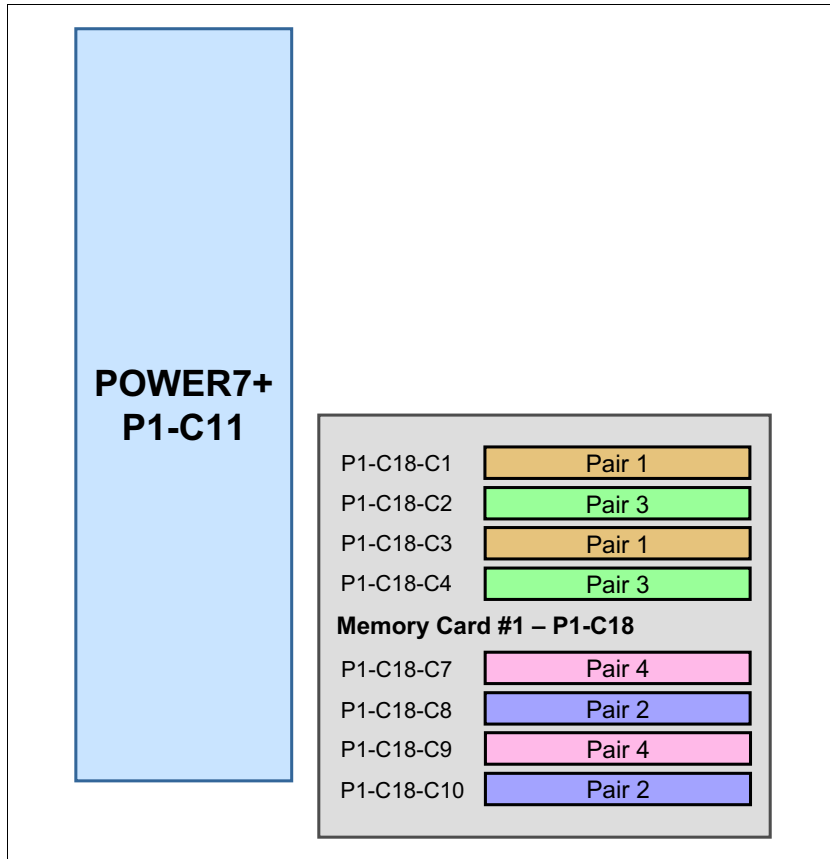 POWER7+
P1-C11
P1-C18-C1 Pair 1
P1-C18-C2 Pair 3
P1-C18-C3 Pair 1
P1-C18-C4 Pair 3
Memory Card #1 – P1-C18
P1-C18-C7 Pair 4
P1-C18-C8 Pair 2
P1-C18-C9 Pair 4
P1-C18-C10 Pair 2